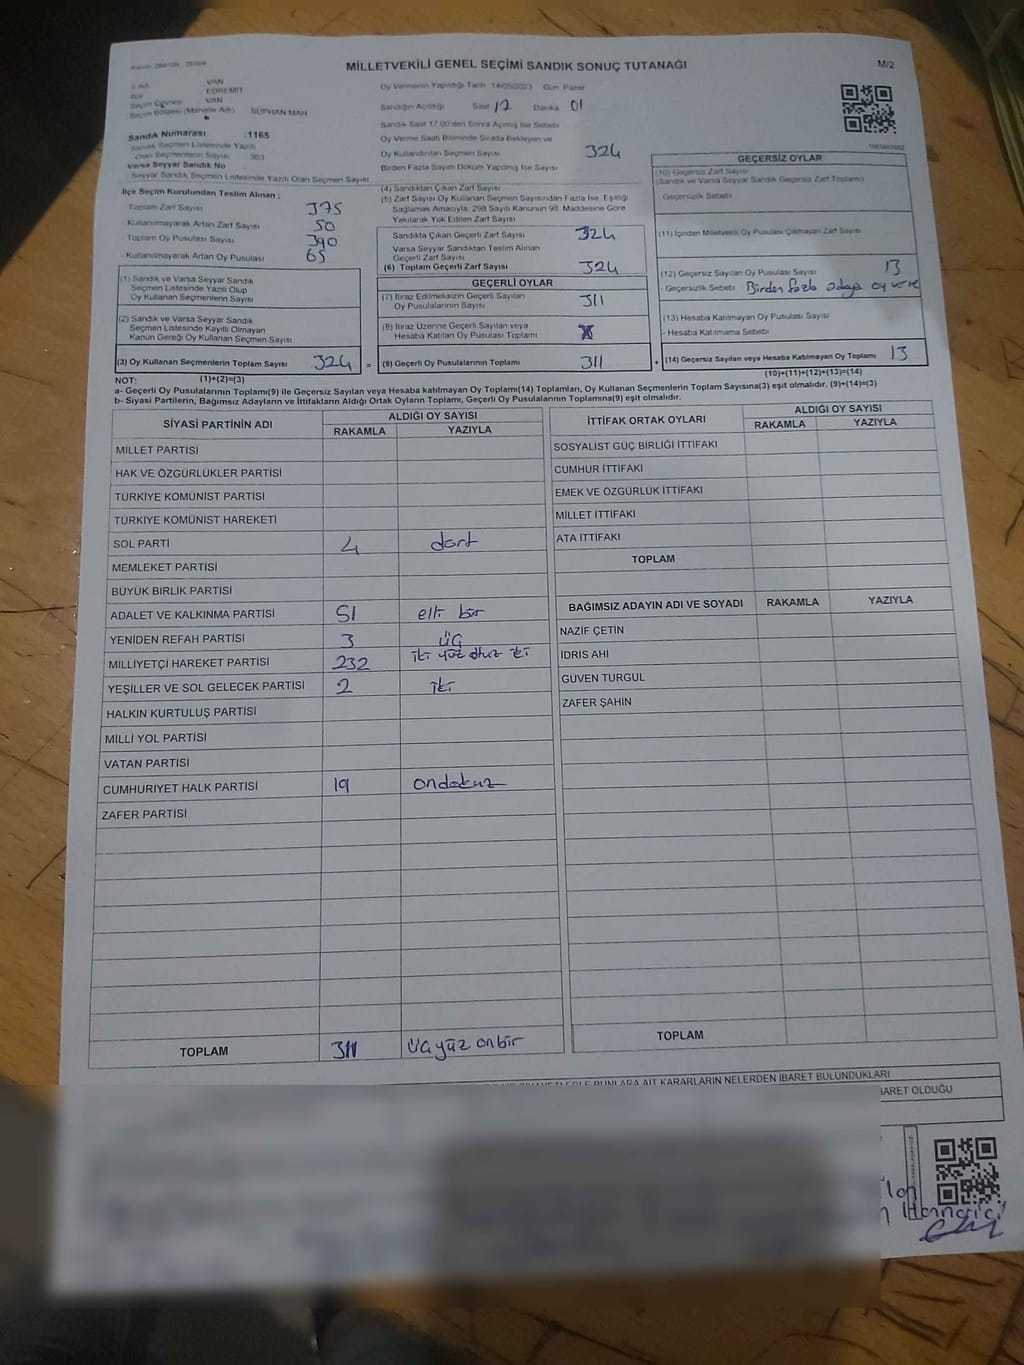 MİLLETVEKİLİ GENEL SEÇİMİ SANDIK SONUÇ TUTANAĞI
M/2
İl Adı VAN
İlçe EDREMİT
Seçim Çevresi VAN
Seçim Bölgesi (Mahalle Adı) SÜPHAN MAH
Sandık Numarası :1165
Sandık Seçmen Listesinde Yazılı
Olan Seçmenlerin Sayısı 363
Varsa Seyyar Sandık No
Seyyar Sandık Seçmen Listesinde Yazılı Olan Seçmen Sayısı
Oy Vermenin Yapıldığı Tarih 14/05/2023 Gün Pazar
Sandığın Açıldığı Saat 17 Dakika 01
Sandık Saat 17.00'den Sonra Açılmış İse Sebebi
Oy Verme Saati Bitiminde Sırada Bekleyen ve
Oy Kullandırılan Seçmen Sayısı 324
Birden Fazla Sayım Döküm Yapılmış İse Sayısı
İlçe Seçim Kurulundan Teslim Alınan ;
Toplam Zarf Sayısı 375
Kullanılmayarak Artan Zarf Sayısı 50
Toplam Oy Pusulası Sayısı 390
Kullanılmayarak Artan Oy Pusulası 65
(1) Sandık ve Varsa Seyyar Sandık
Seçmen Listesinde Yazılı Olup
Oy Kullanan Seçmenlerin Sayısı
(2) Sandık ve Varsa Seyyar Sandık
Seçmen Listesinde Kayıtlı Olmayan
Kanun Gereği Oy Kullanan Seçmen Sayısı
(3) Oy Kullanan Seçmenlerin Toplam Sayısı 324 =
(4) Sandıktan Çıkan Zarf Sayısı
(5) Zarf Sayısı Oy Kullanan Seçmen Sayısından Fazla İse, Eşitliği
Sağlamak Amacıyla, 298 Sayılı Kanunun 98. Maddesine Göre
Yakılarak Yok Edilen Zarf Sayısı
Sandıkta Çıkan Geçerli Zarf Sayısı 324
Varsa Seyyar Sandıktan Teslim Alınan
Geçerli Zarf Sayısı
(6) Toplam Geçerli Zarf Sayısı 324
GEÇERLİ OYLAR
(7) İtiraz Edilmeksizin Geçerli Sayılan
Oy Pusulalarının Sayısı 311
(8) İtiraz Üzerine Geçerli Sayılan veya
Hesaba Katılan Oy Pusulası Toplamı
(9) Geçerli Oy Pusulalarının Toplamı 311 +
GEÇERSİZ OYLAR
(10) Geçersiz Zarf Sayısı
(Sandık ve Varsa Seyyar Sandık Geçersiz Zarf Toplamı)
- Geçersizlik Sebebi
(11) İçinden Milletvekili Oy Pusulası Çıkmayan Zarf Sayısı
(12) Geçersiz Sayılan Oy Pusulası Sayısı 13
- Geçersizlik Sebebi Birden fazla adaya oy verme
(13) Hesaba Katılmayan Oy Pusulası Sayısı
- Hesaba Katılmama Sebebi
(14) Geçersiz Sayılan veya Hesaba Katılmayan Oy Toplamı 13
NOT: (1)+(2)=(3)
(10)+(11)+(12)+(13)=(14)
a- Geçerli Oy Pusulalarının Toplamı(9) ile Geçersiz Sayılan veya Hesaba katılmayan Oy Toplamı(14) Toplamları, Oy Kullanan Seçmenlerin Toplam Sayısına(3) eşit olmalıdır. (9)+(14)=(3)
b- Siyasi Partilerin, Bağımsız Adayların ve İttifakların Aldığı Ortak Oyların Toplamı, Geçerli Oy Pusulalarının Toplamına(9) eşit olmalıdır.
SİYASİ PARTİNİN ADI ALDIĞI OY SAYISI
RAKAMLA YAZIYLA
MİLLET PARTİSİ
HAK VE ÖZGÜRLÜKLER PARTİSİ
TÜRKİYE KOMÜNİST PARTİSİ
TÜRKİYE KOMÜNİST HAREKETİ
SOL PARTİ 4 dört
MEMLEKET PARTİSİ
BÜYÜK BİRLİK PARTİSİ
ADALET VE KALKINMA PARTİSİ 51 elli bir
YENİDEN REFAH PARTİSİ 3 üç
MİLLİYETÇİ HAREKET PARTİSİ 232 iki yüz otuz iki
YEŞİLLER VE SOL GELECEK PARTİSİ 2 iki
HALKIN KURTULUŞ PARTİSİ
MİLLİ YOL PARTİSİ
VATAN PARTİSİ
CUMHURİYET HALK PARTİSİ 19 ondokuz
ZAFER PARTİSİ
TOPLAM 311 üçyüz onbir
İTTİFAK ORTAK OYLARI ALDIĞI OY SAYISI
RAKAMLA YAZIYLA
SOSYALİST GÜÇ BİRLİĞİ İTTİFAKI
CUMHUR İTTİFAKI
EMEK VE ÖZGÜRLÜK İTTİFAKI
MİLLET İTTİFAKI
ATA İTTİFAKI
TOPLAM
BAĞIMSIZ ADAYIN ADI VE SOYADI RAKAMLA YAZIYLA
NAZİF ÇETİN
İDRİS AHİ
GÜVEN TURGUL
ZAFER ŞAHİN
TOPLAM
BUNLARA AİT KARARLARIN NELERDEN İBARET BULUNDUKLARI
İBARET OLDUĞU